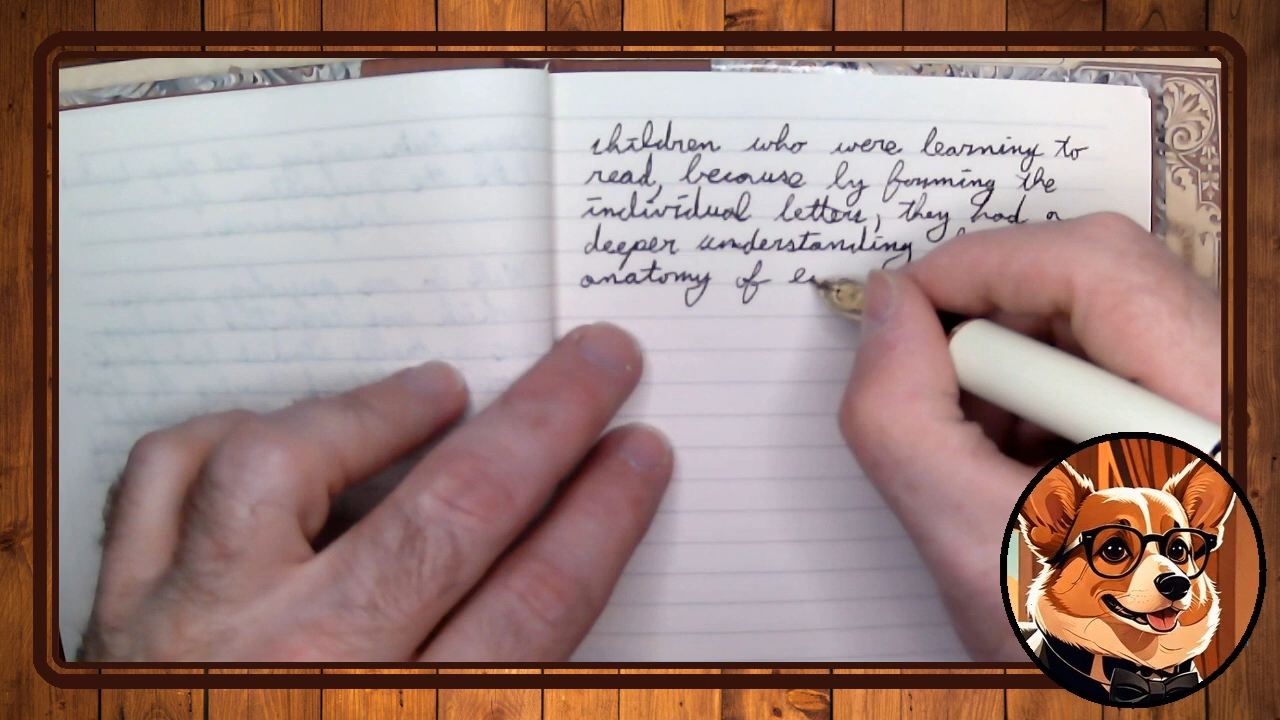 children who were learning to
read, because by forming the
individual letters, they had a
deeper understanding
anatomy of